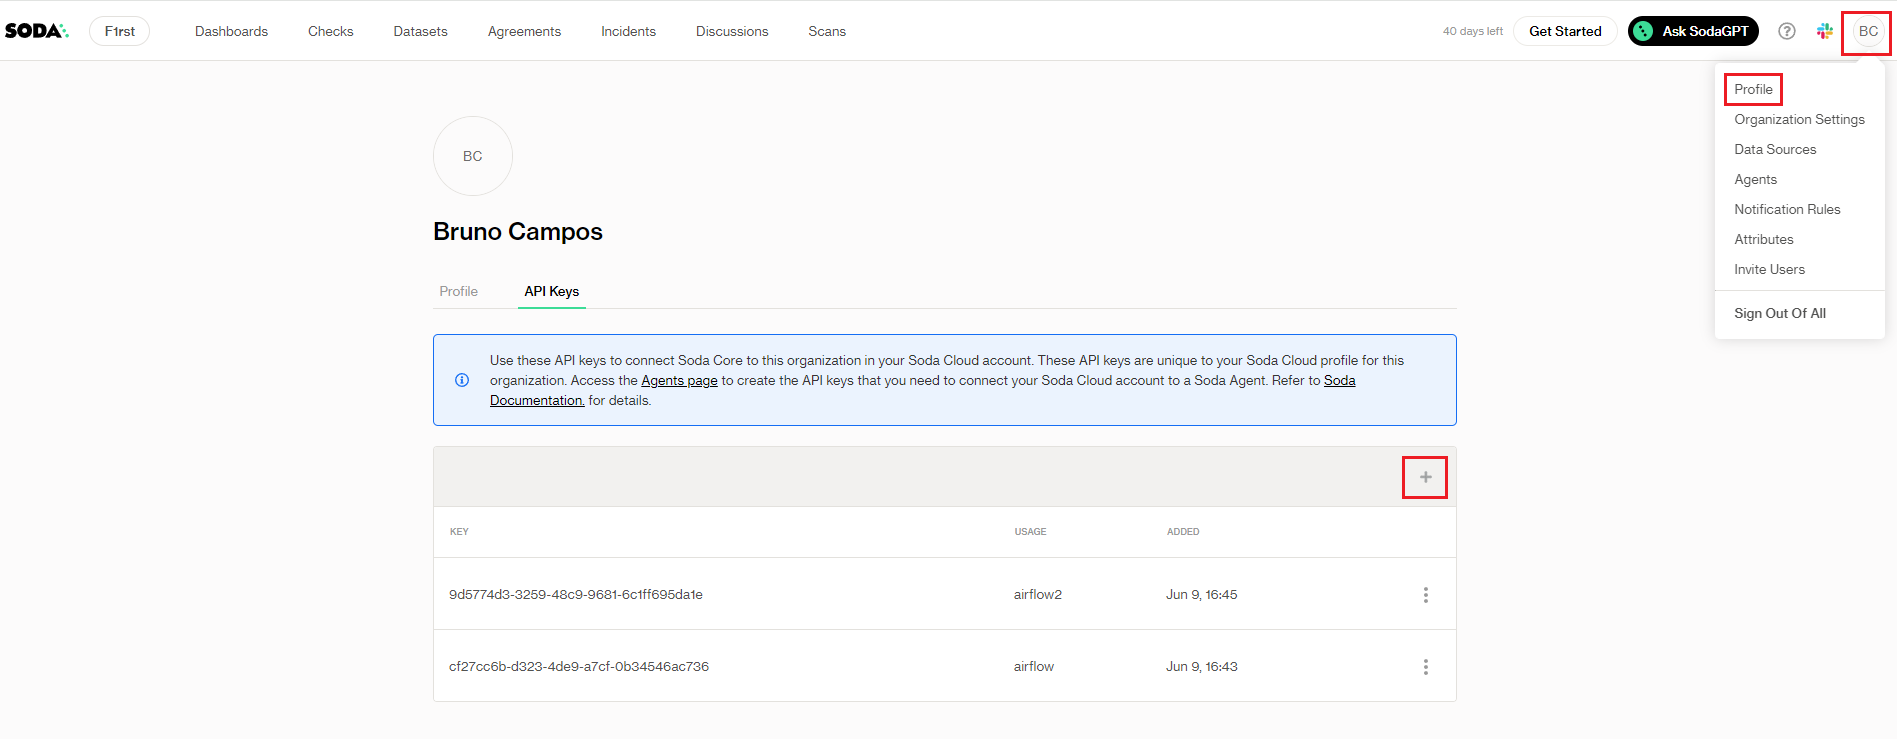 SODA F1rst Dashboards Checks Datasets Agreements Incidents Discussions Scans 40 days left Get Started Ask SodaGPT ? BC
Profile
Organization Settings
Data Sources
Agents
Notification Rules
Attributes
Invite Users
Sign Out Of All
BC
Bruno Campos
Profile API Keys
Use these API keys to connect Soda Core to this organization in your Soda Cloud account. These API keys are unique to your Soda Cloud profile for this
organization. Access the Agents page to create the API keys that you need to connect your Soda Cloud account to a Soda Agent. Refer to Soda
Documentation. for details.
+
KEY USAGE ADDED
9d5774d3-3259-48c9-9681-6c1ff695da1e airflow2 Jun 9, 16:45
cf27cc6b-d323-4de9-a7cf-0b34546ac736 airflow Jun 9, 16:43